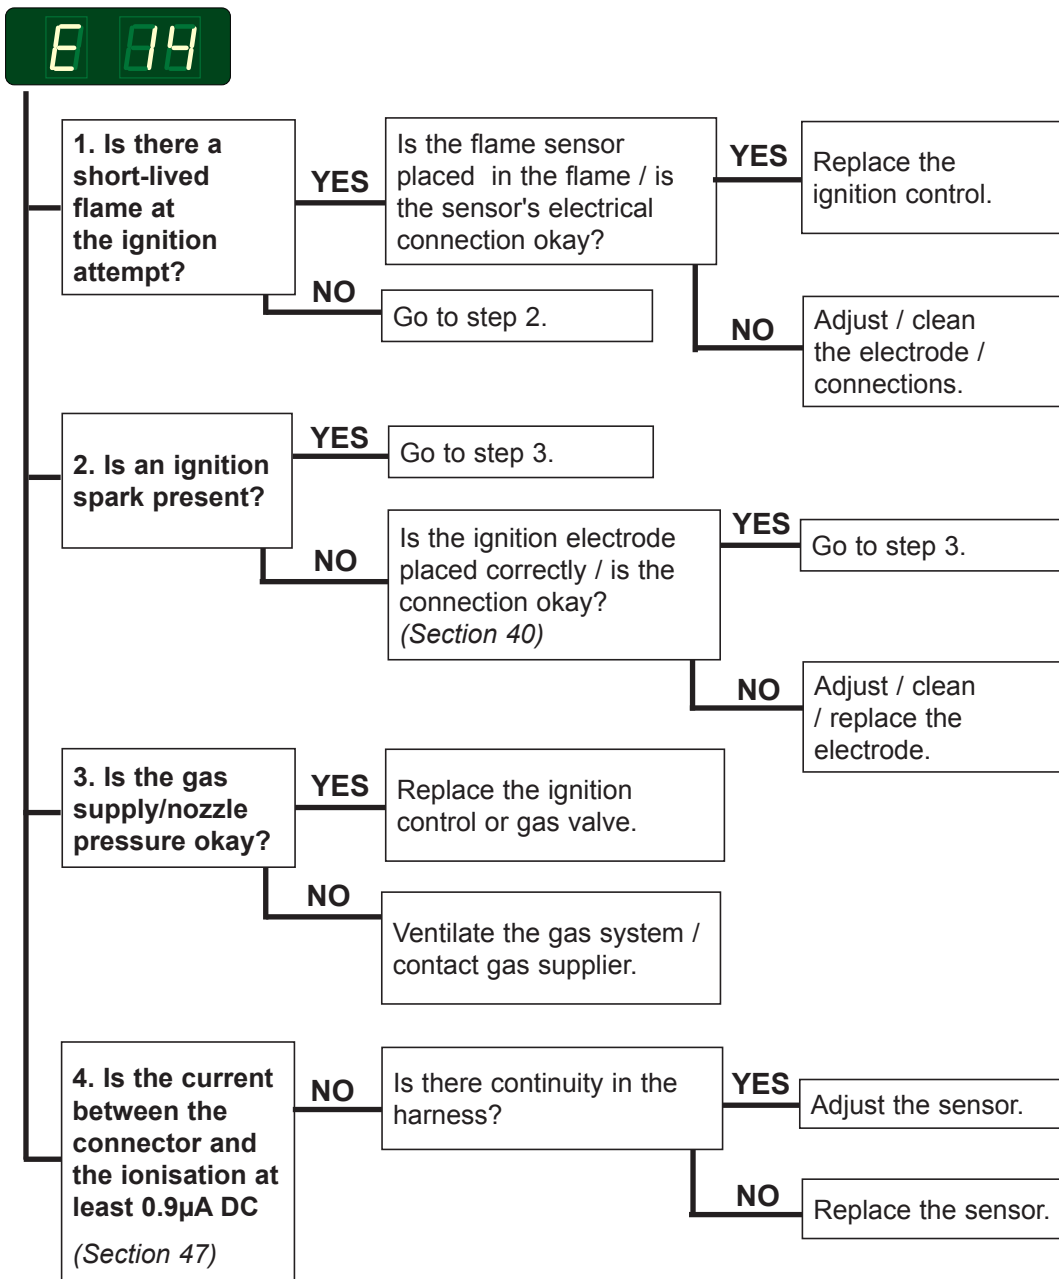 E 14
1. Is there a
short-lived
flame at
the ignition
attempt?
YES
Is the flame sensor
placed in the flame / is
the sensor's electrical
connection okay?
YES
Replace the
ignition control.
NO
Adjust / clean
the electrode /
connections.
NO
Go to step 2.
2. Is an ignition
spark present?
YES
Go to step 3.
NO
Is the ignition electrode
placed correctly / is the
connection okay?
(Section 40)
YES
Go to step 3.
NO
Adjust / clean
/ replace the
electrode.
3. Is the gas
supply/nozzle
pressure okay?
YES
Replace the ignition
control or gas valve.
NO
Ventilate the gas system /
contact gas supplier.
4. Is the current
between the
connector and
the ionisation at
least 0.9µA DC
(Section 47)
NO
Is there continuity in the
harness?
YES
Adjust the sensor.
NO
Replace the sensor.